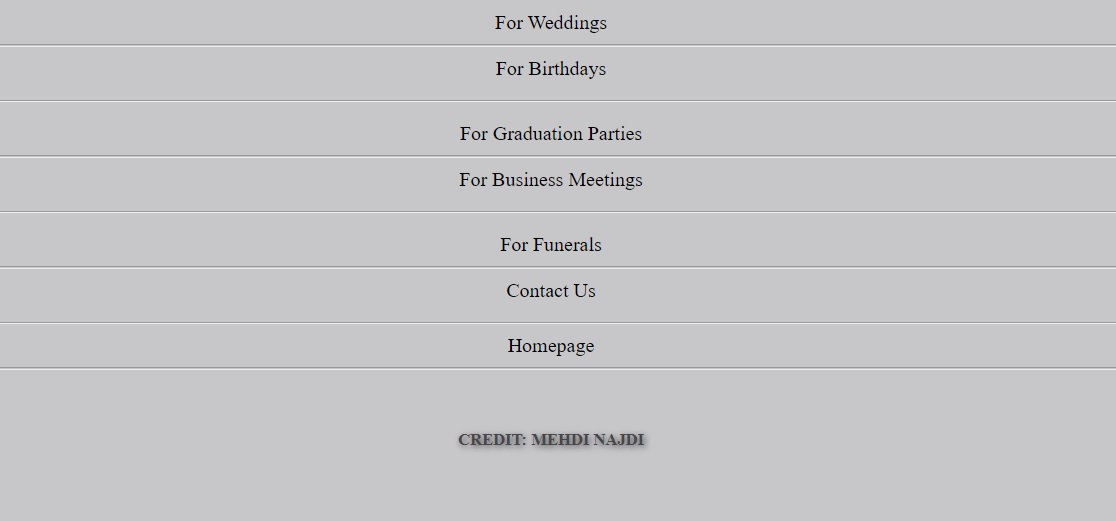 For Weddings
For Birthdays
For Graduation Parties
For Business Meetings
For Funerals
Contact Us
Homepage
CREDIT: MEHDI NAJDI